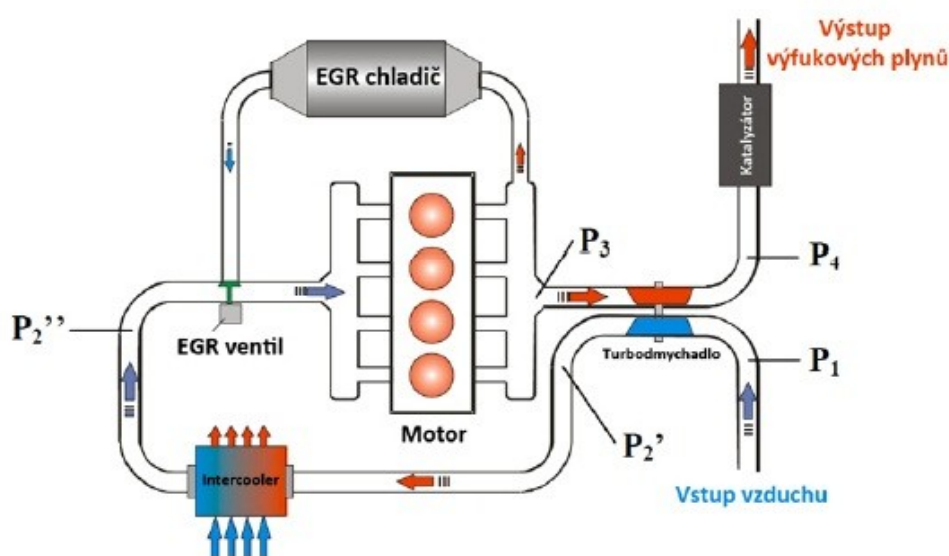 Výstup
výfukových plynů
EGR chladič
Katalyzátor
P3
P4
P2’’
EGR ventil
Turbodmychadlo
P1
Motor
P2’
Intercooler
Vstup vzduchu